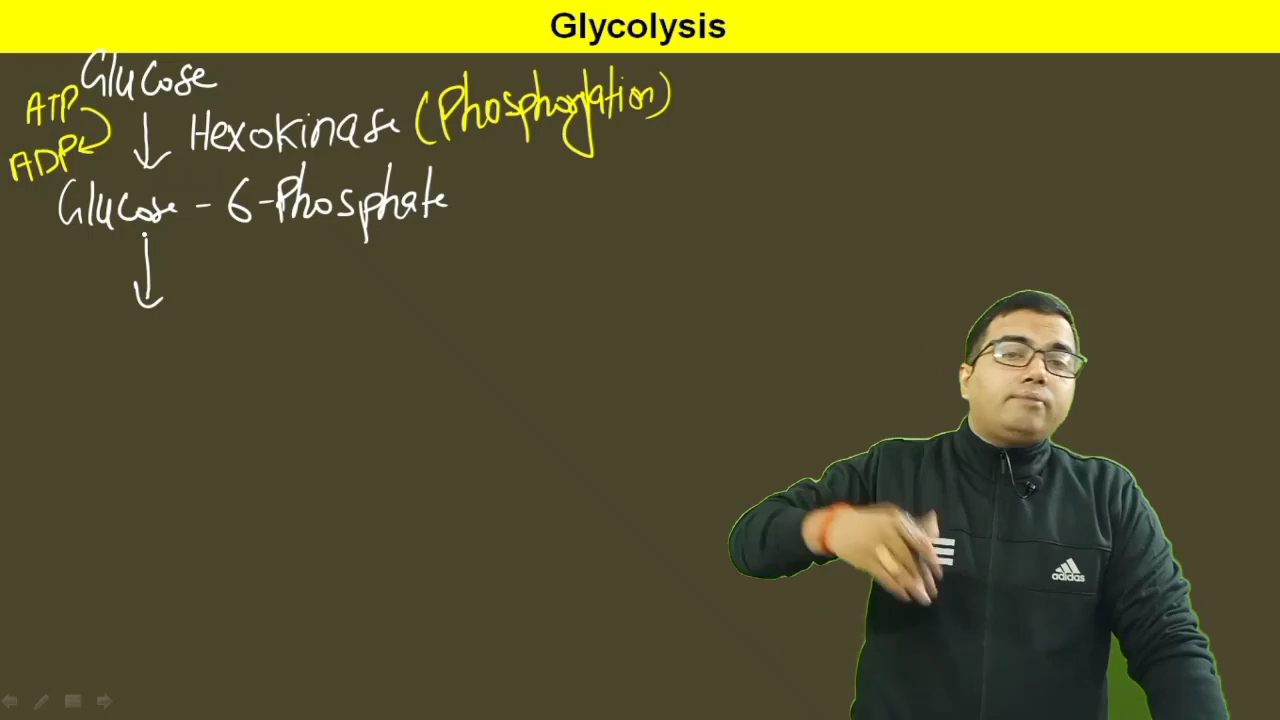 Glycolysis
Glucose
ATP
ADP
Hexokinase (Phosphorylation)
Glucose - 6-Phosphate
adidas